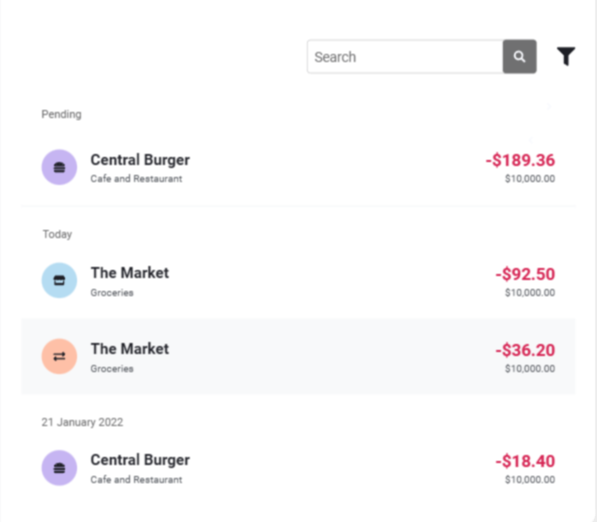 Search
Pending
Central Burger -$189.36
Cafe and Restaurant $10,000.00
Today
The Market -$92.50
Groceries $10,000.00
The Market -$36.20
Groceries $10,000.00
21 January 2022
Central Burger -$18.40
Cafe and Restaurant $10,000.00